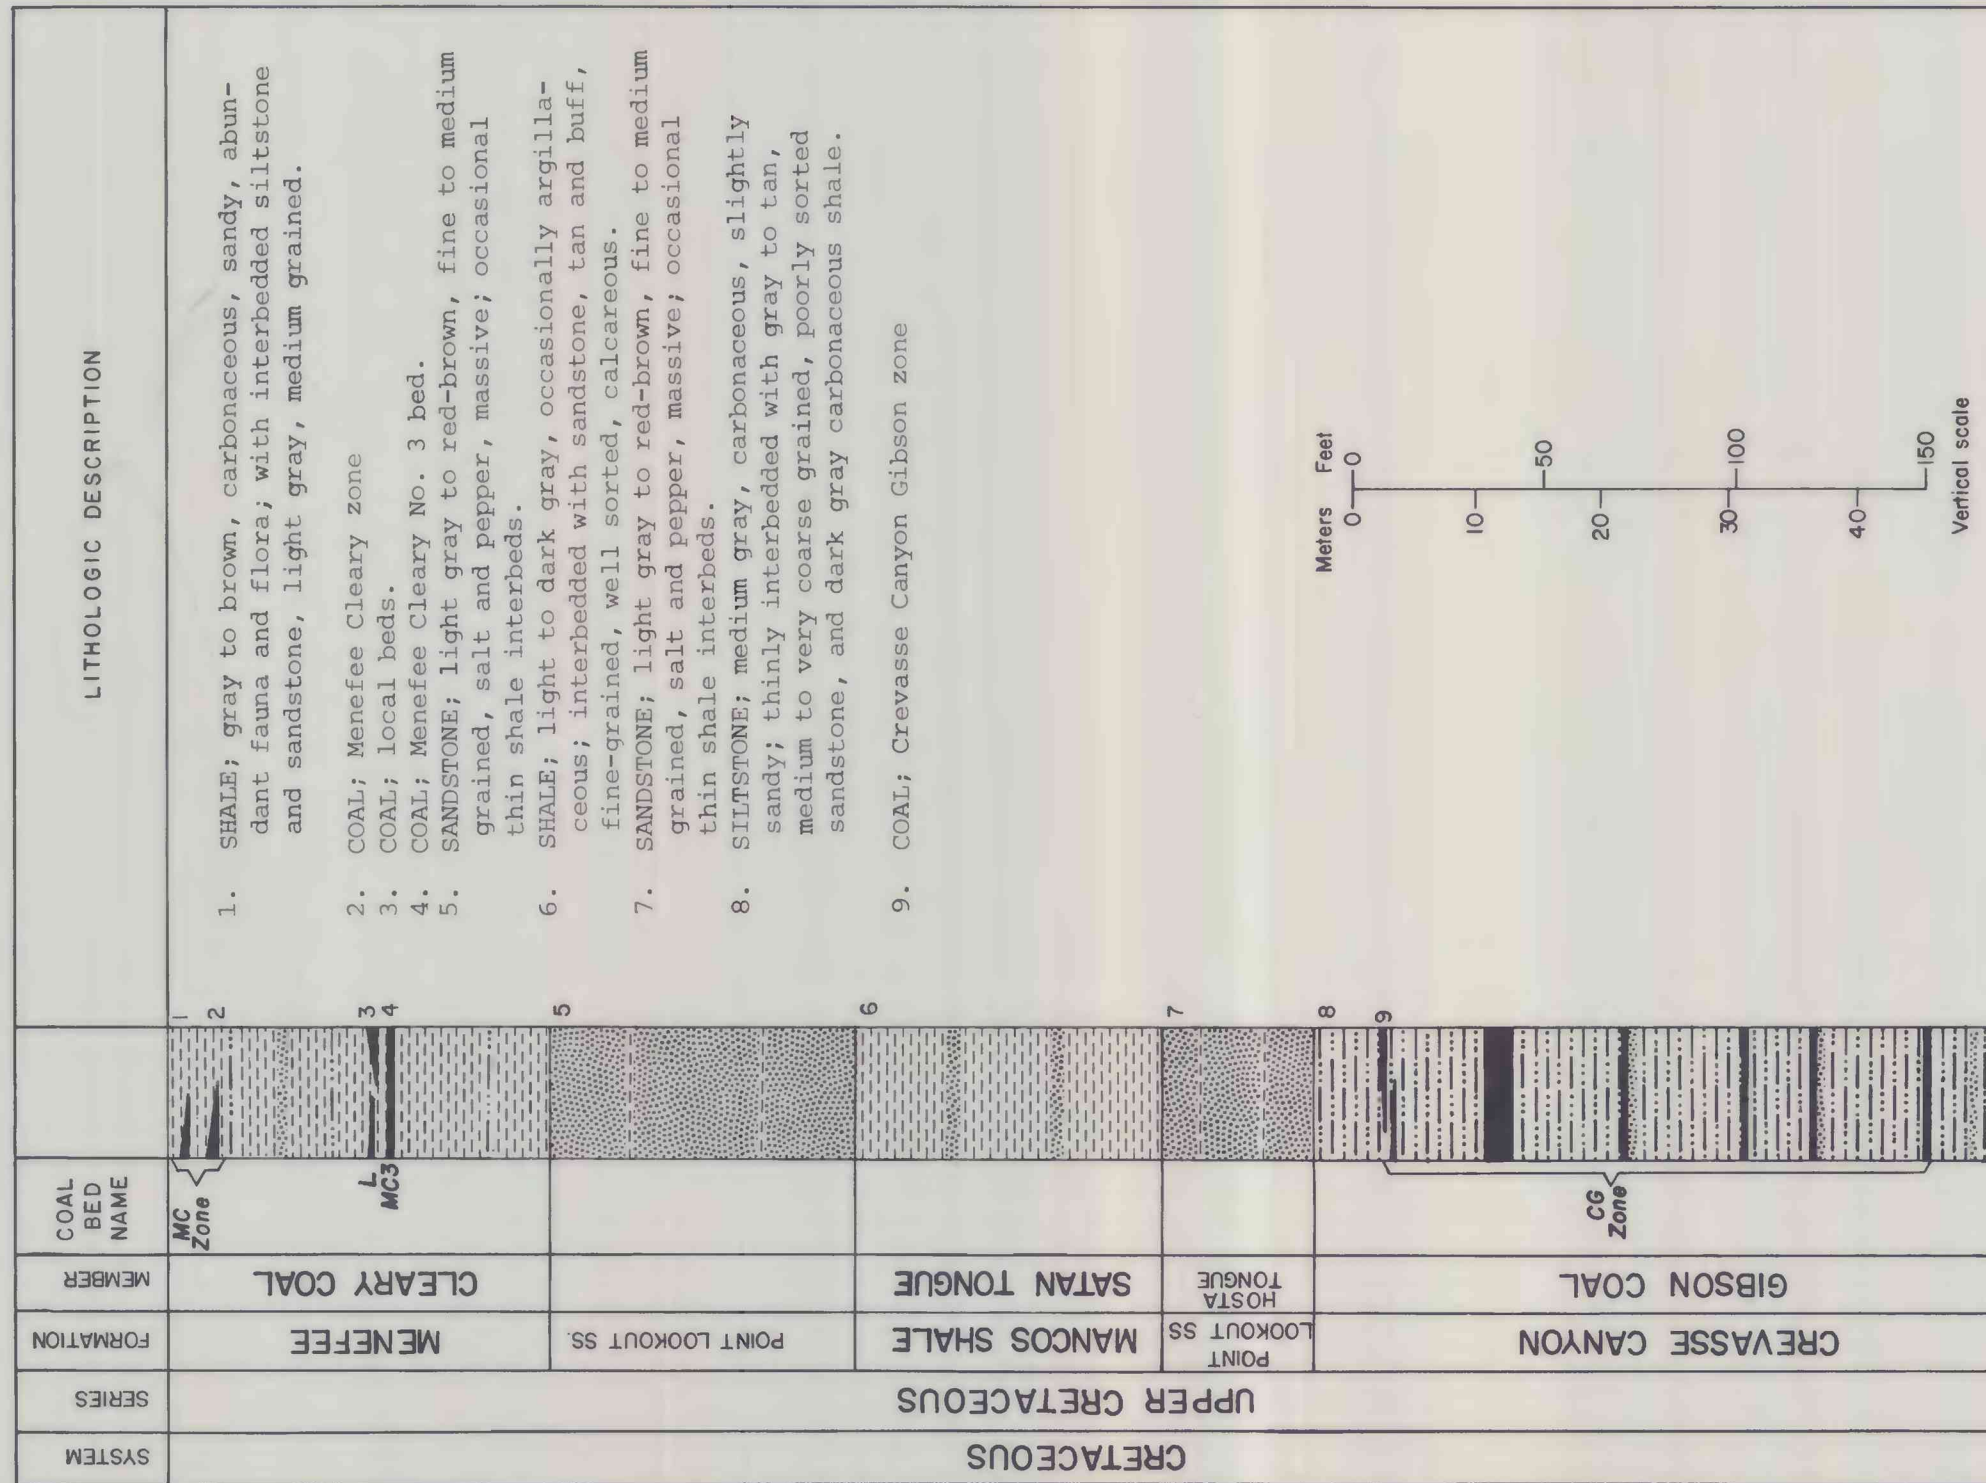 SYSTEM
SERIES
FORMATION
MEMBER
COAL
BED
NAME
LITHOLOGIC DESCRIPTION
CRETACEOUS
UPPER CRETACEOUS
MENEFEE
POINT LOOKOUT SS.
MANCOS SHALE
POINT
LOOKOUT SS
CREVASSE CANYON
CLEARY COAL
SATAN TONGUE
HOSTA
TONGUE
GIBSON COAL
MC
Zone
L
MC3
CG
Zone
1
2
3
4
5
6
7
8
9
1. SHALE; gray to brown, carbonaceous, sandy, abun-
dant fauna and flora; with interbedded siltstone
and sandstone, light gray, medium grained.
2. COAL; Menefee Cleary zone
3. COAL; local beds.
4. COAL; Menefee Cleary No. 3 bed.
5. SANDSTONE; light gray to red-brown, fine to medium
grained, salt and pepper, massive; occasional
thin shale interbeds.
6. SHALE; light to dark gray, occasionally argilla-
ceous; interbedded with sandstone, tan and buff,
fine-grained, well sorted, calcareous.
7. SANDSTONE; light gray to red-brown, fine to medium
grained, salt and pepper, massive; occasional
thin shale interbeds.
8. SILTSTONE; medium gray, carbonaceous, slightly
sandy; thinly interbedded with gray to tan,
medium to very coarse grained, poorly sorted
sandstone, and dark gray carbonaceous shale.
9. COAL; Crevasse Canyon Gibson zone
Meters Feet
0 0
10
50
20
30 100
40
150
Vertical scale